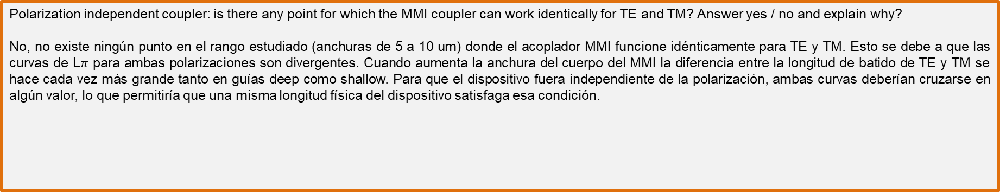 Polarization independent coupler: is there any point for which the MMI coupler can work identically for TE and TM? Answer yes / no and explain why?
No, no existe ningún punto en el rango estudiado (anchuras de 5 a 10 um) donde el acoplador MMI funcione idénticamente para TE y TM. Esto se debe a que las
curvas de L𝜋 para ambas polarizaciones son divergentes. Cuando aumenta la anchura del cuerpo del MMI la diferencia entre la longitud de batido de TE y TM se
hace cada vez más grande tanto en guías deep como shallow. Para que el dispositivo fuera independiente de la polarización, ambas curvas deberían cruzarse en
algún valor, lo que permitiría que una misma longitud física del dispositivo satisfaga esa condición.